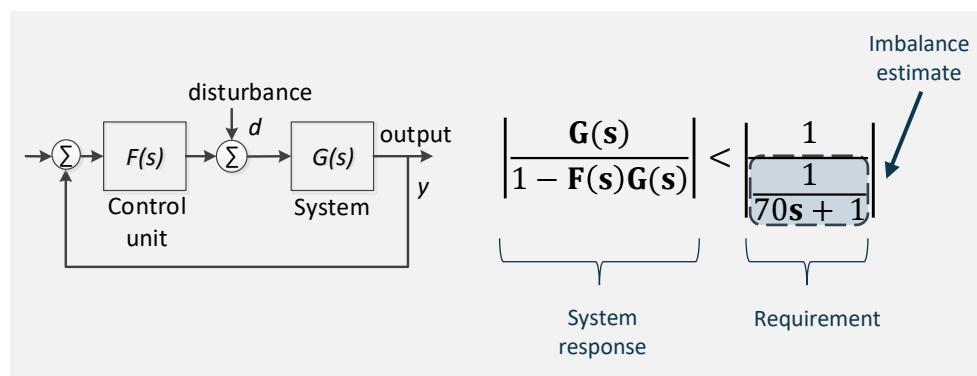 Imbalance
estimate
disturbance
d
output
Σ
F(s)
Σ
G(s)
y
Control
unit
System
|G(s) / (1 − F(s)G(s))| < |1 / (1 / (70s + 1))|
System
response
Requirement